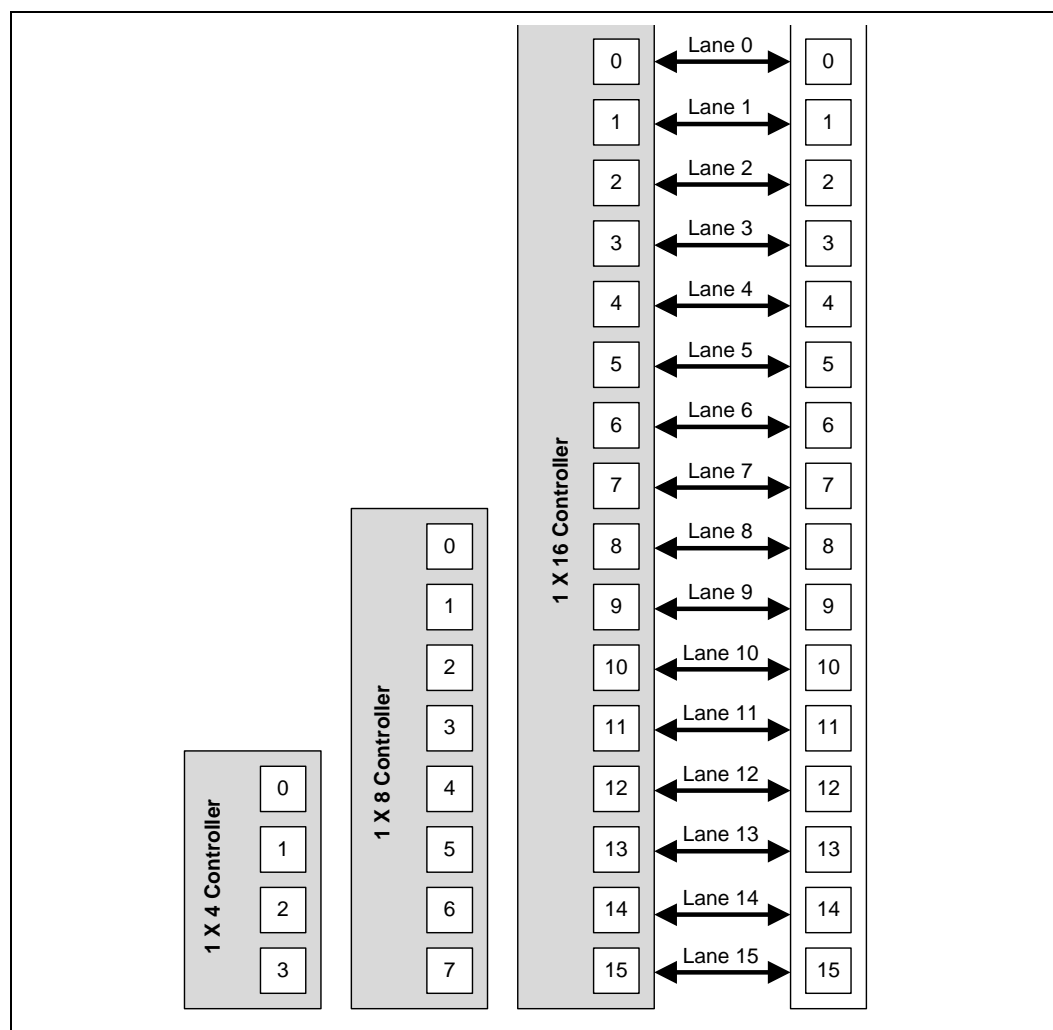 0 Lane 0 0
1 Lane 1 1
2 Lane 2 2
3 Lane 3 3
4 Lane 4 4
5 Lane 5 5
6 Lane 6 6
7 Lane 7 7
0 8 Lane 8 8
1 9 Lane 9 9
2 10 Lane 10 10
3 11 Lane 11 11
0 4 12 Lane 12 12
1 5 13 Lane 13 13
2 6 14 Lane 14 14
3 7 15 Lane 15 15
1 X 4 Controller
1 X 8 Controller
1 X 16 Controller